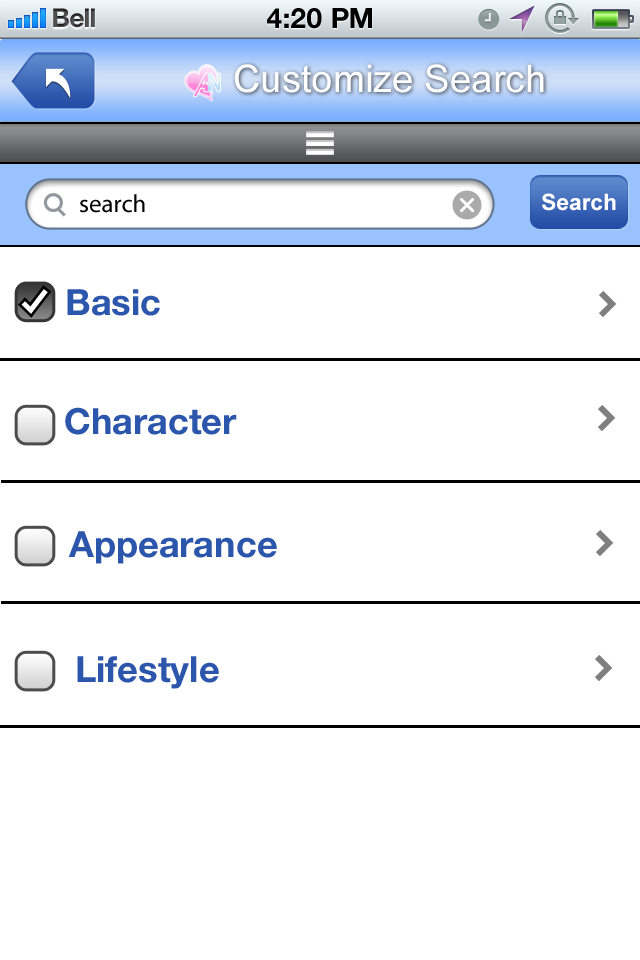 Bell 4:20 PM
Customize Search
search
Search
Basic
Character
Appearance
Lifestyle